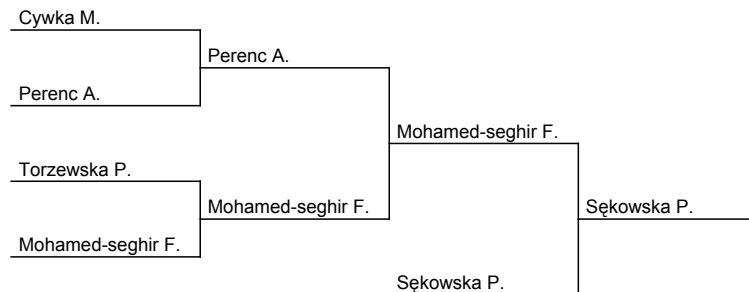 Cywka M.
Perenc A.
Perenc A.
Mohamed-seghir F.
Torzewska P.
Mohamed-seghir F.
Sękowska P.
Mohamed-seghir F.
Sękowska P.